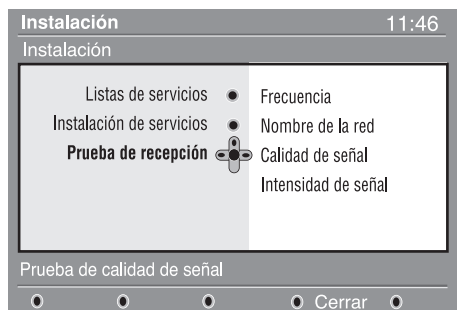 Instalación 11:46
Instalación
Listas de servicios
Instalación de servicios
Prueba de recepción
Frecuencia
Nombre de la red
Calidad de señal
Intensidad de señal
Prueba de calidad de señal
Cerrar